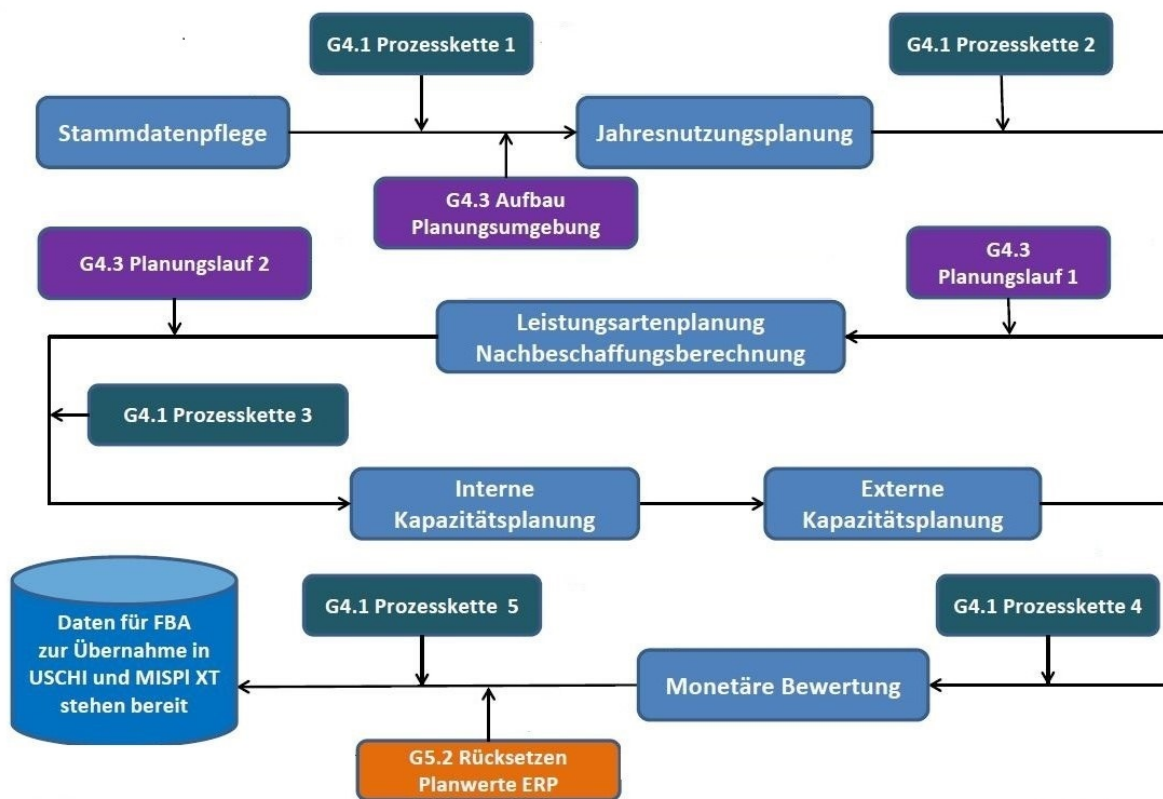 G4.1 Prozesskette 1
G4.1 Prozesskette 2
Stammdatenpflege
Jahresnutzungsplanung
G4.3 Aufbau
Planungsumgebung
G4.3 Planungslauf 2
G4.3
Planungslauf 1
Leistungsartenplanung
Nachbeschaffungsberechnung
G4.1 Prozesskette 3
Interne
Kapazitätsplanung
Externe
Kapazitätsplanung
Daten für FBA
zur Übernahme in
USCHI und MISPl XT
stehen bereit
G4.1 Prozesskette 5
G4.1 Prozesskette 4
Monetäre Bewertung
G5.2 Rücksetzen
Planwerte ERP